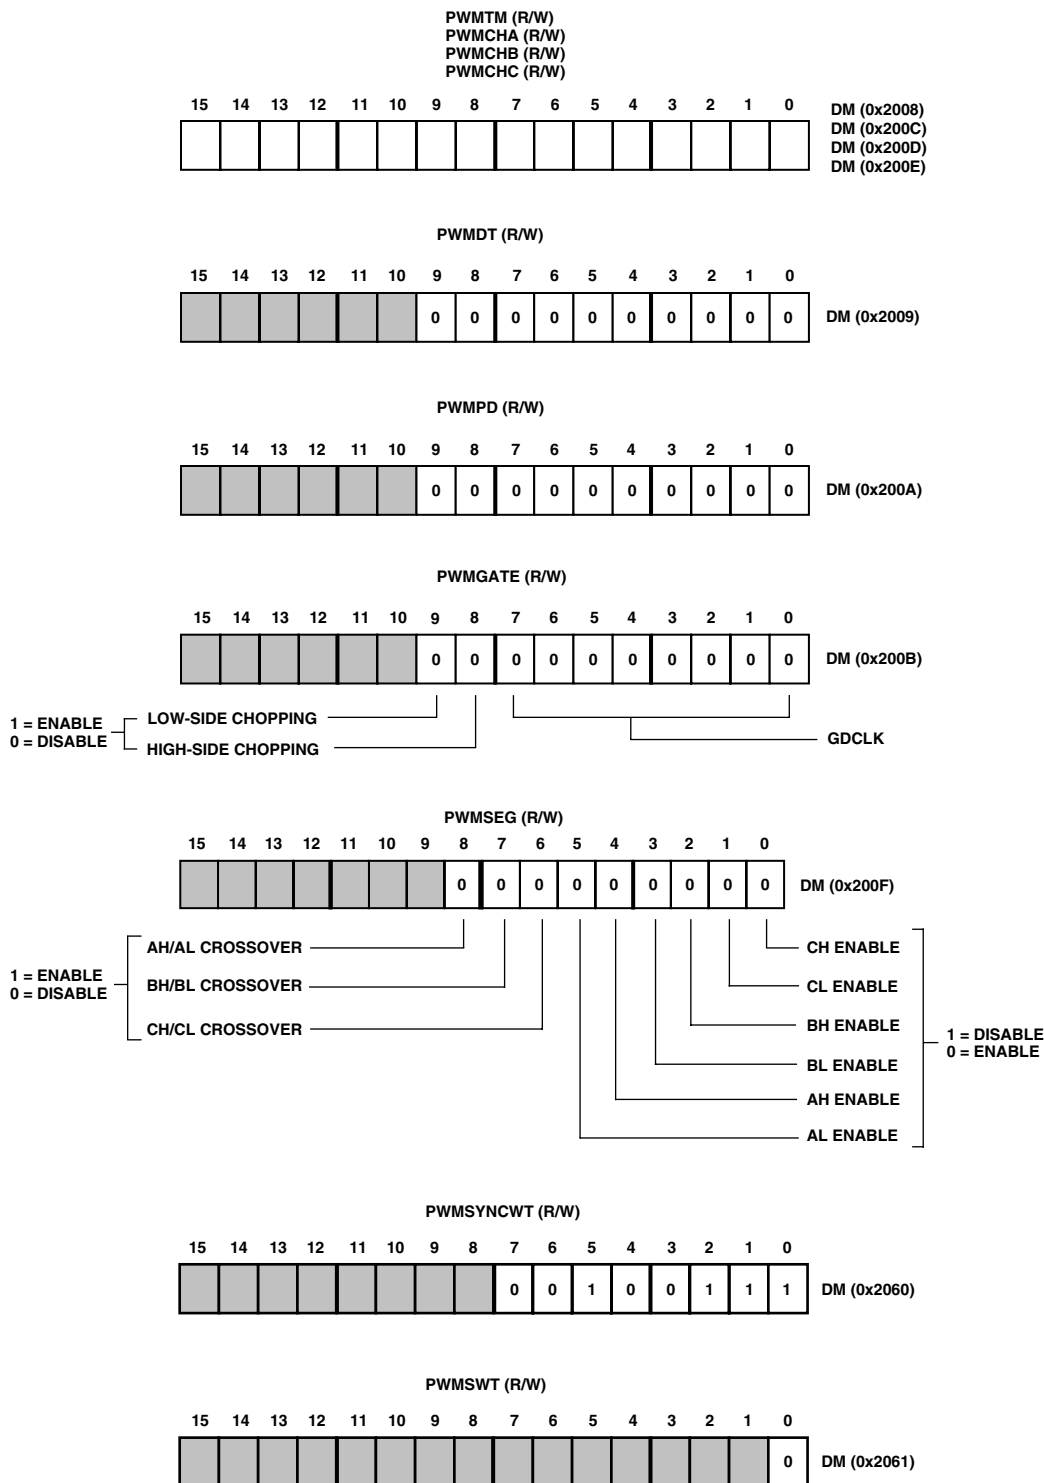 PWMTM (R/W)
PWMCHA (R/W)
PWMCHB (R/W)
PWMCHC (R/W)
15 14 13 12 11 10 9 8 7 6 5 4 3 2 1 0
DM (0x2008)
DM (0x200C)
DM (0x200D)
DM (0x200E)
PWMDT (R/W)
15 14 13 12 11 10 9 8 7 6 5 4 3 2 1 0
0 0 0 0 0 0 0 0 0 0 DM (0x2009)
PWMPD (R/W)
15 14 13 12 11 10 9 8 7 6 5 4 3 2 1 0
0 0 0 0 0 0 0 0 0 0 DM (0x200A)
PWMGATE (R/W)
15 14 13 12 11 10 9 8 7 6 5 4 3 2 1 0
0 0 0 0 0 0 0 0 0 0 DM (0x200B)
1 = ENABLE
0 = DISABLE
LOW-SIDE CHOPPING
HIGH-SIDE CHOPPING
GDCLK
PWMSEG (R/W)
15 14 13 12 11 10 9 8 7 6 5 4 3 2 1 0
0 0 0 0 0 0 0 0 0 DM (0x200F)
1 = ENABLE
0 = DISABLE
AH/AL CROSSOVER
BH/BL CROSSOVER
CH/CL CROSSOVER
CH ENABLE
CL ENABLE
BH ENABLE
BL ENABLE
AH ENABLE
AL ENABLE
1 = DISABLE
0 = ENABLE
PWMSYNCWT (R/W)
15 14 13 12 11 10 9 8 7 6 5 4 3 2 1 0
0 0 1 0 0 1 1 1 DM (0x2060)
PWMSWT (R/W)
15 14 13 12 11 10 9 8 7 6 5 4 3 2 1 0
0 DM (0x2061)